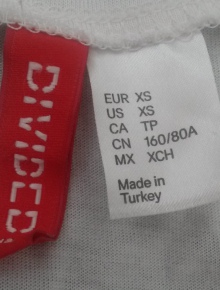 DIVIDED
EUR XS
US XS
CA TP
CN 160/80A
MX XCH
Made in
Turkey